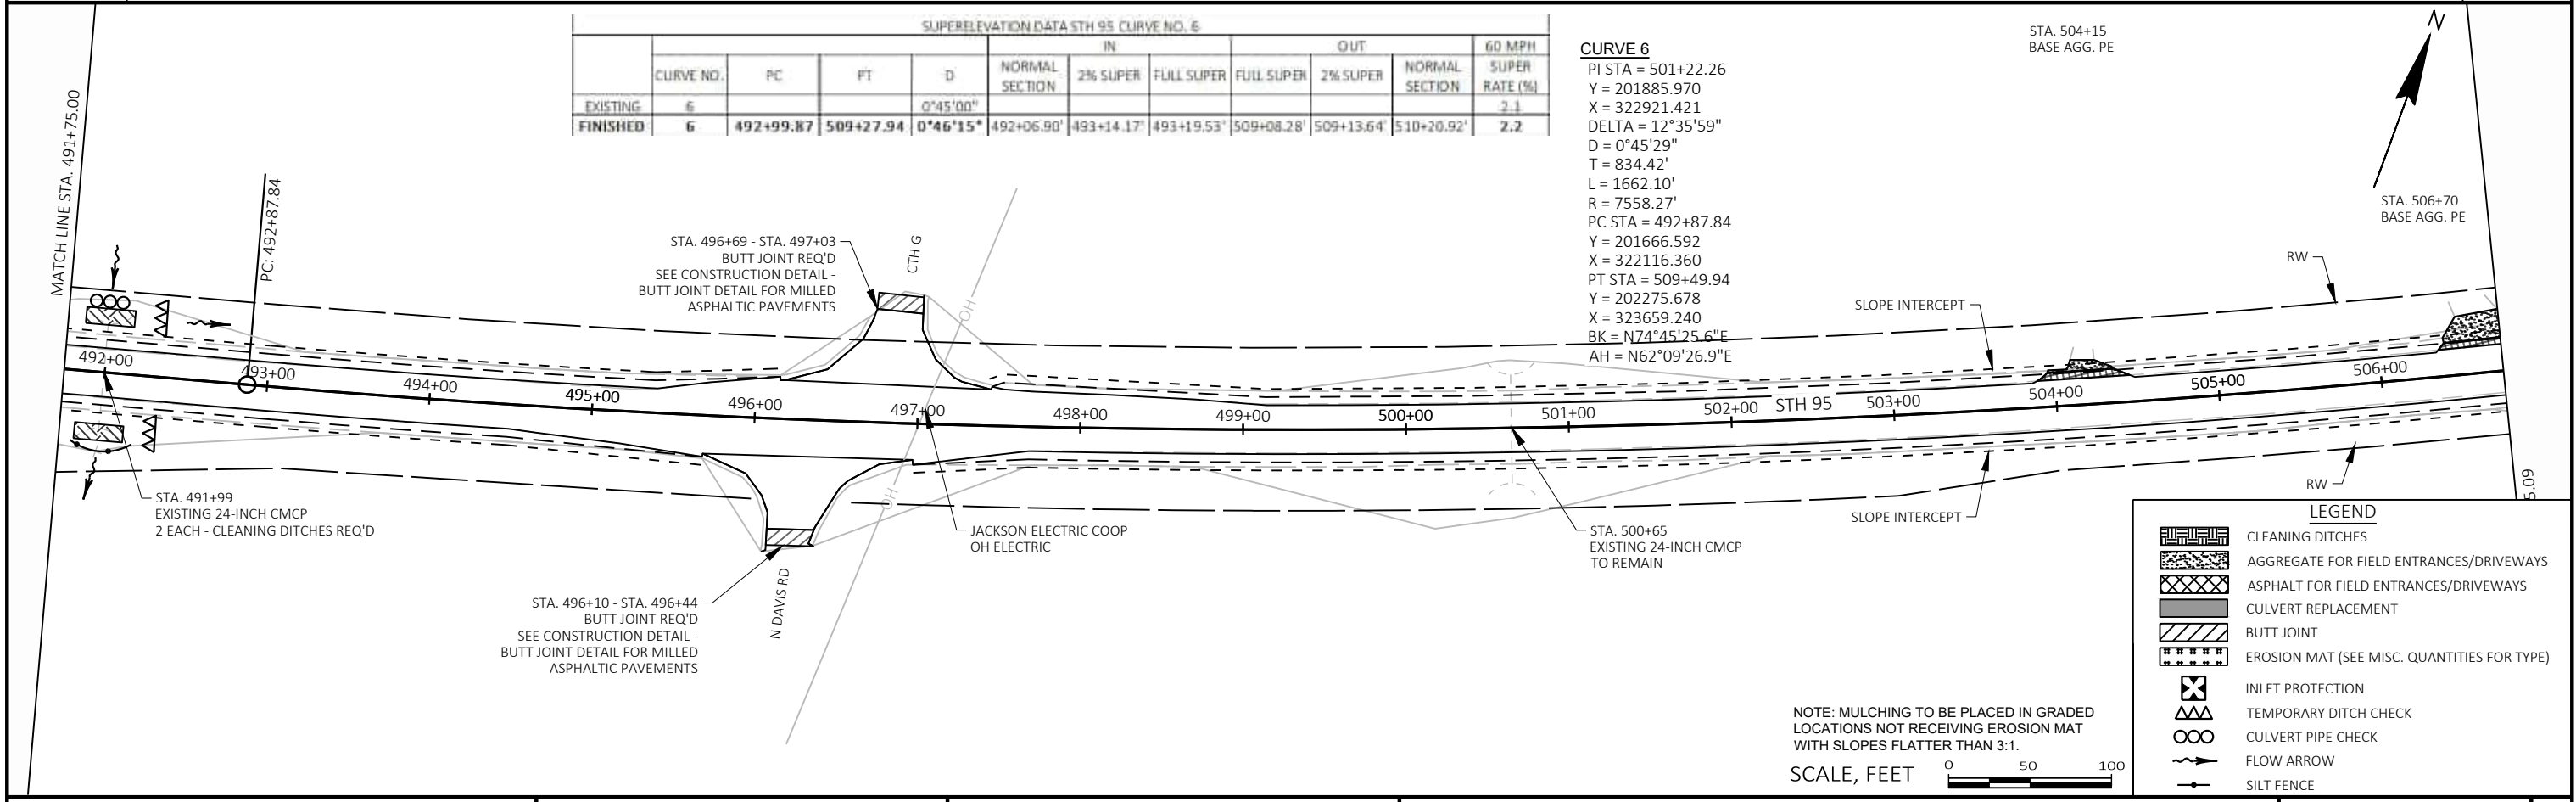 SUPERELEVATION DATA STH 95 CURVE NO. 6
IN OUT 60 MPH
CURVE NO. PC PT D NORMAL SECTION 2% SUPER FULL SUPER FULL SUPER 2% SUPER NORMAL SECTION SUPER RATE (%)
EXISTING 6 0°45'00" 2.1
FINISHED 6 492+99.87 509+27.94 0°46'15" 492+06.90' 493+14.17' 493+19.53' 509+08.28' 509+13.64' 510+20.92' 2.2
CURVE 6
PI STA = 501+22.26
Y = 201885.970
X = 322921.421
DELTA = 12°35'59"
D = 0°45'29"
T = 834.42'
L = 1662.10'
R = 7558.27'
PC STA = 492+87.84
Y = 201666.592
X = 322116.360
PT STA = 509+49.94
Y = 202275.678
X = 323659.240
BK = N74°45'25.6"E
AH = N62°09'26.9"E
STA. 504+15
BASE AGG. PE
N
STA. 506+70
BASE AGG. PE
MATCH LINE STA. 491+75.00
PC: 492+87.84
STA. 496+69 - STA. 497+03
BUTT JOINT REQ'D
SEE CONSTRUCTION DETAIL -
BUTT JOINT DETAIL FOR MILLED
ASPHALTIC PAVEMENTS
CTH G
OH
SLOPE INTERCEPT
RW
492+00
493+00
494+00
495+00
496+00
497+00
498+00
499+00
500+00
501+00
502+00
STH 95
503+00
504+00
505+00
506+00
STA. 491+99
EXISTING 24-INCH CMCP
2 EACH - CLEANING DITCHES REQ'D
OH
JACKSON ELECTRIC COOP
OH ELECTRIC
STA. 500+65
EXISTING 24-INCH CMCP
TO REMAIN
SLOPE INTERCEPT
RW
5.09
N DAVIS RD
STA. 496+10 - STA. 496+44
BUTT JOINT REQ'D
SEE CONSTRUCTION DETAIL -
BUTT JOINT DETAIL FOR MILLED
ASPHALTIC PAVEMENTS
LEGEND
CLEANING DITCHES
AGGREGATE FOR FIELD ENTRANCES/DRIVEWAYS
ASPHALT FOR FIELD ENTRANCES/DRIVEWAYS
CULVERT REPLACEMENT
BUTT JOINT
EROSION MAT (SEE MISC. QUANTITIES FOR TYPE)
INLET PROTECTION
TEMPORARY DITCH CHECK
CULVERT PIPE CHECK
FLOW ARROW
SILT FENCE
NOTE: MULCHING TO BE PLACED IN GRADED
LOCATIONS NOT RECEIVING EROSION MAT
WITH SLOPES FLATTER THAN 3:1.
SCALE, FEET 0 50 100